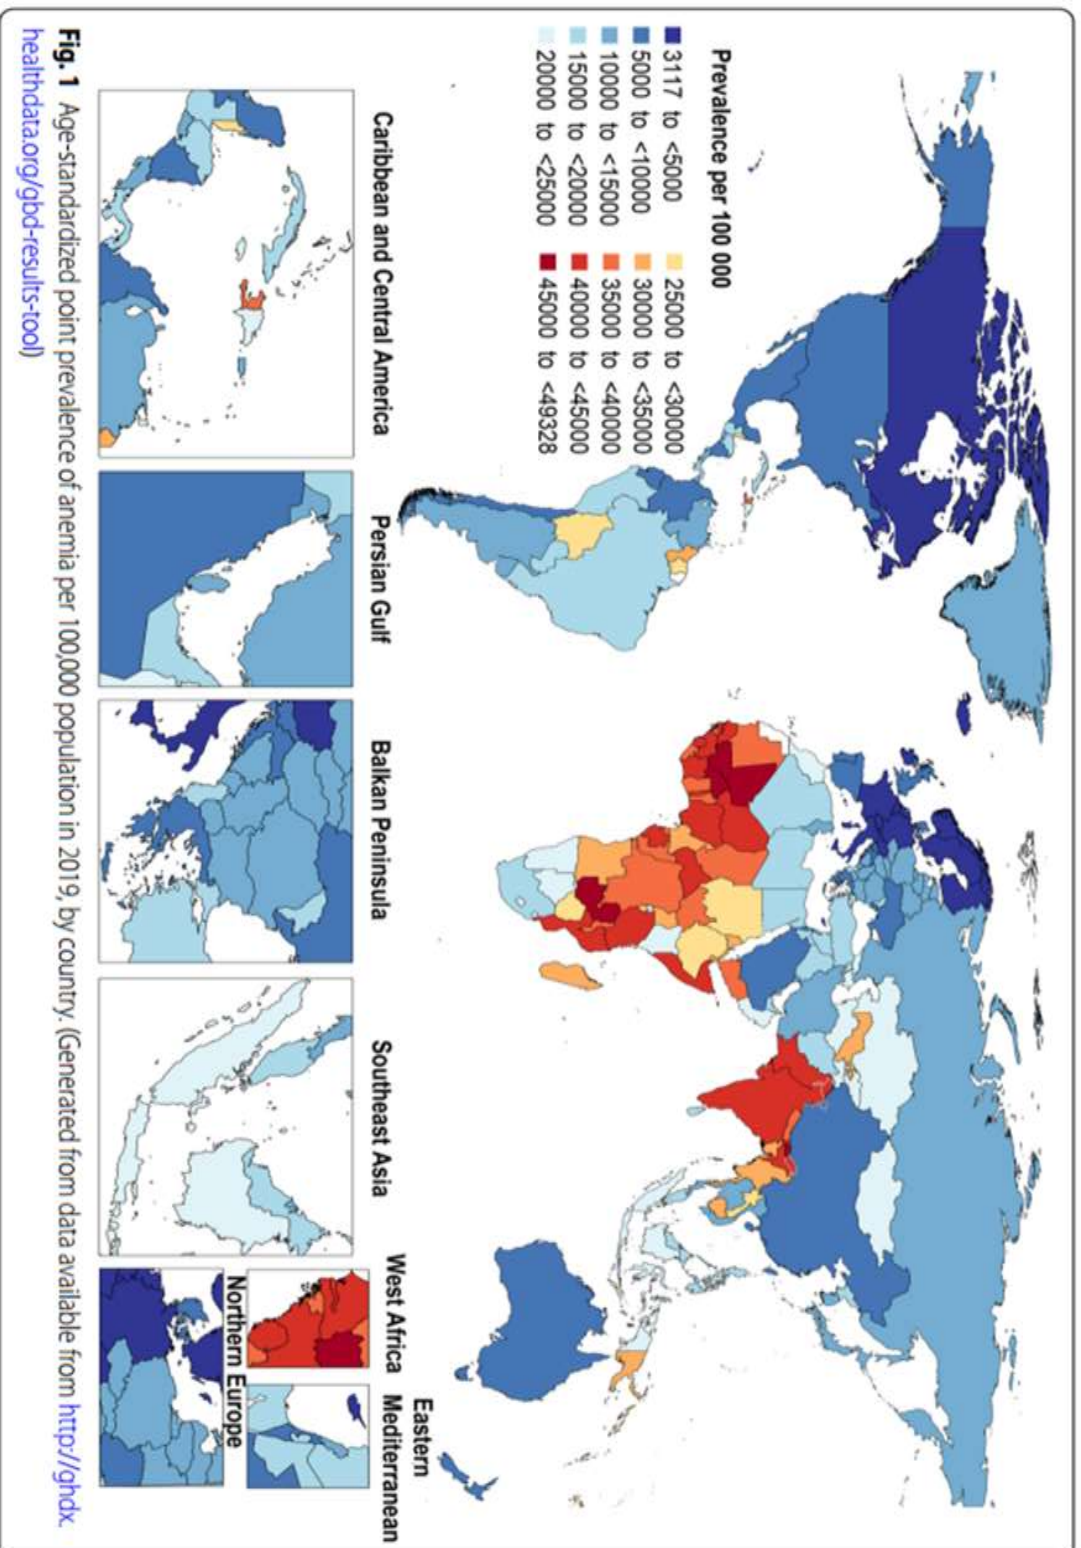 Prevalence per 100 000
3117 to <5000
5000 to <10000
10000 to <15000
15000 to <20000
20000 to <25000
25000 to <30000
30000 to <35000
35000 to <40000
40000 to <45000
45000 to <49328
Caribbean and Central America
Persian Gulf
Balkan Peninsula
Southeast Asia
West Africa
Eastern
Mediterranean
Northern Europe
Fig. 1 Age-standardized point prevalence of anemia per 100,000 population in 2019, by country. (Generated from data available from http://ghdx.
healthdata.org/gbd-results-tool)